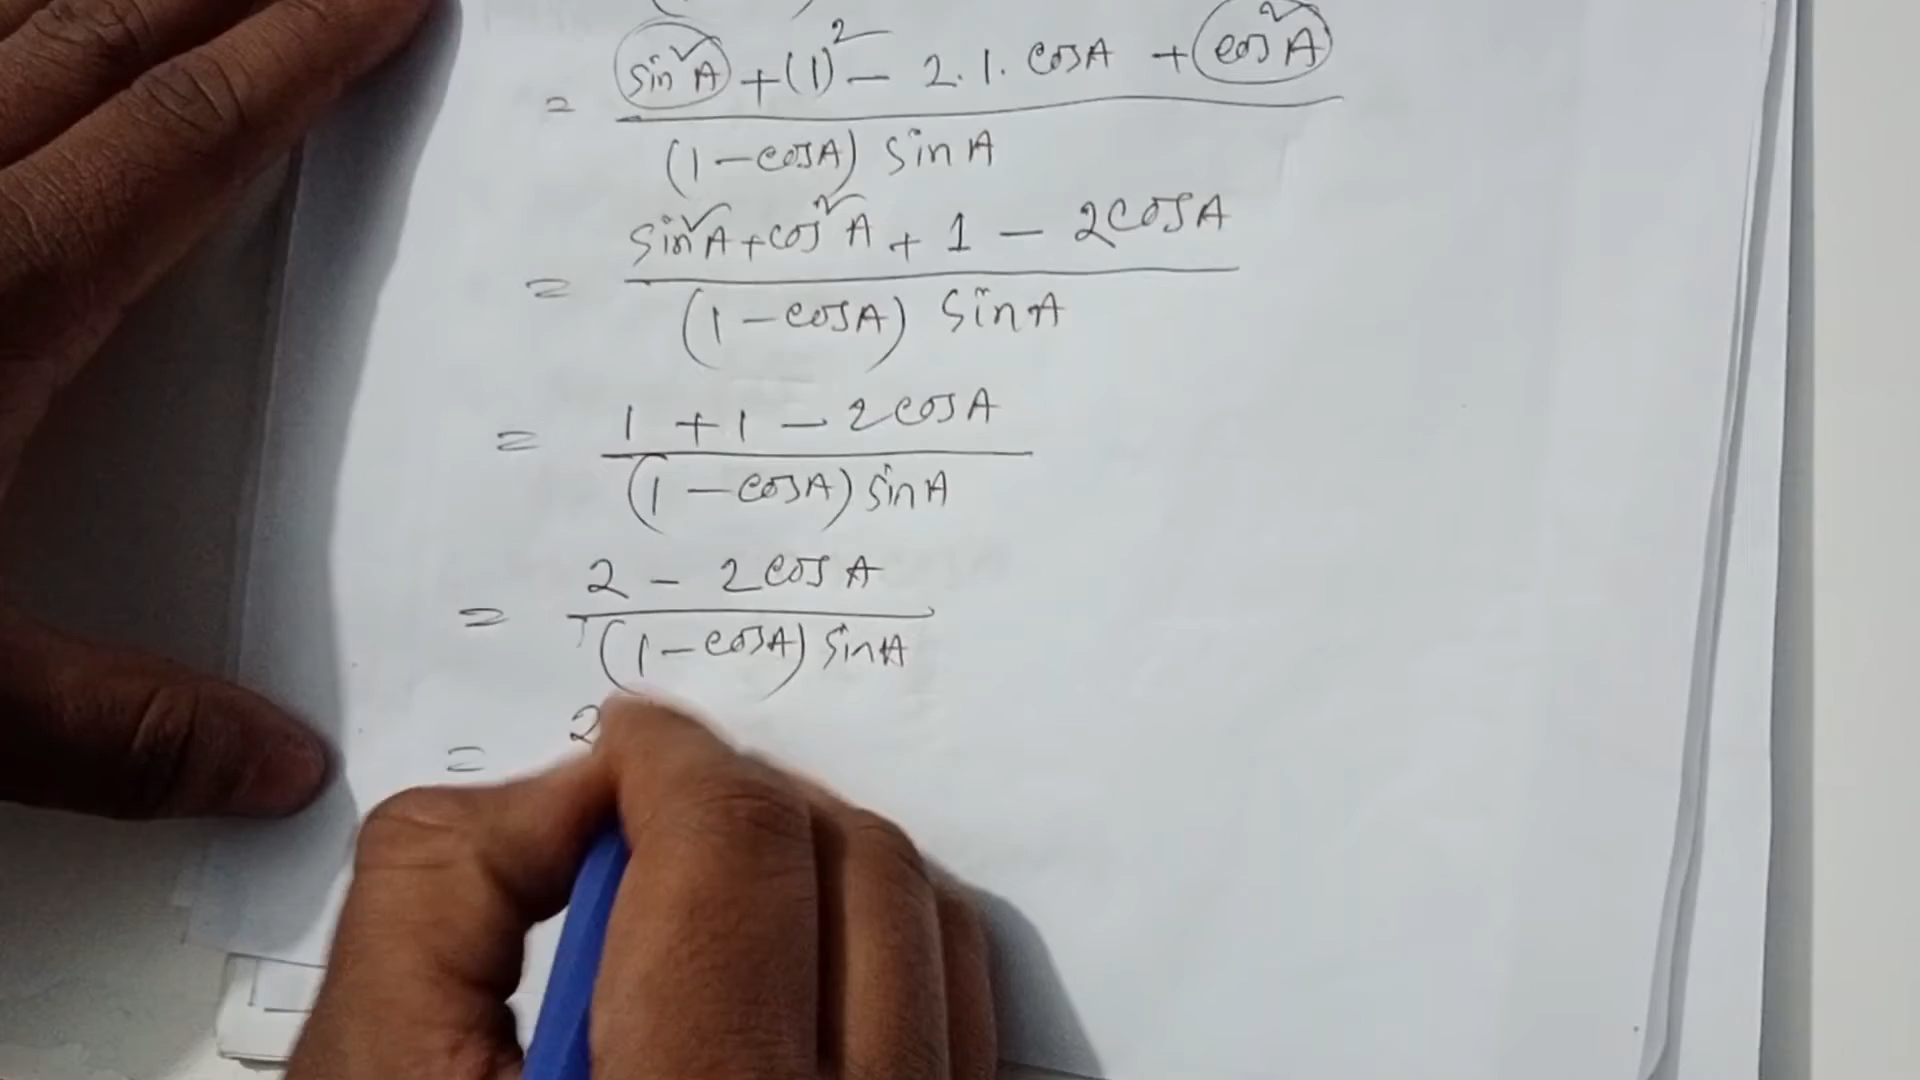 = sin²A + (1)² - 2.1. cosA + cos²A
(1-cosA) sinA
= sin²A + cos²A + 1 - 2cosA
(1-cosA) sinA
= 1 + 1 - 2cosA
(1-cosA) sinA
= 2 - 2cosA
(1-cosA) sinA
= 2